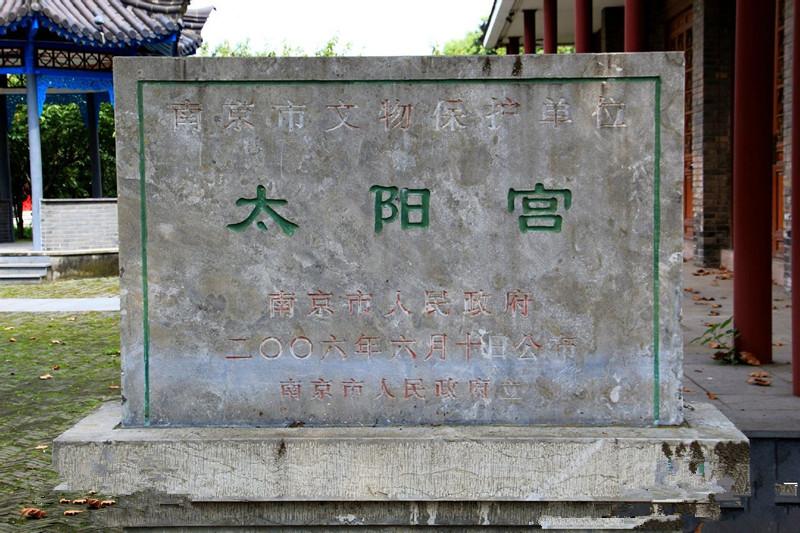 南京市文物保护单位
太阳宫
南京市人民政府
二〇〇六年六月十日公布
南京市人民政府立